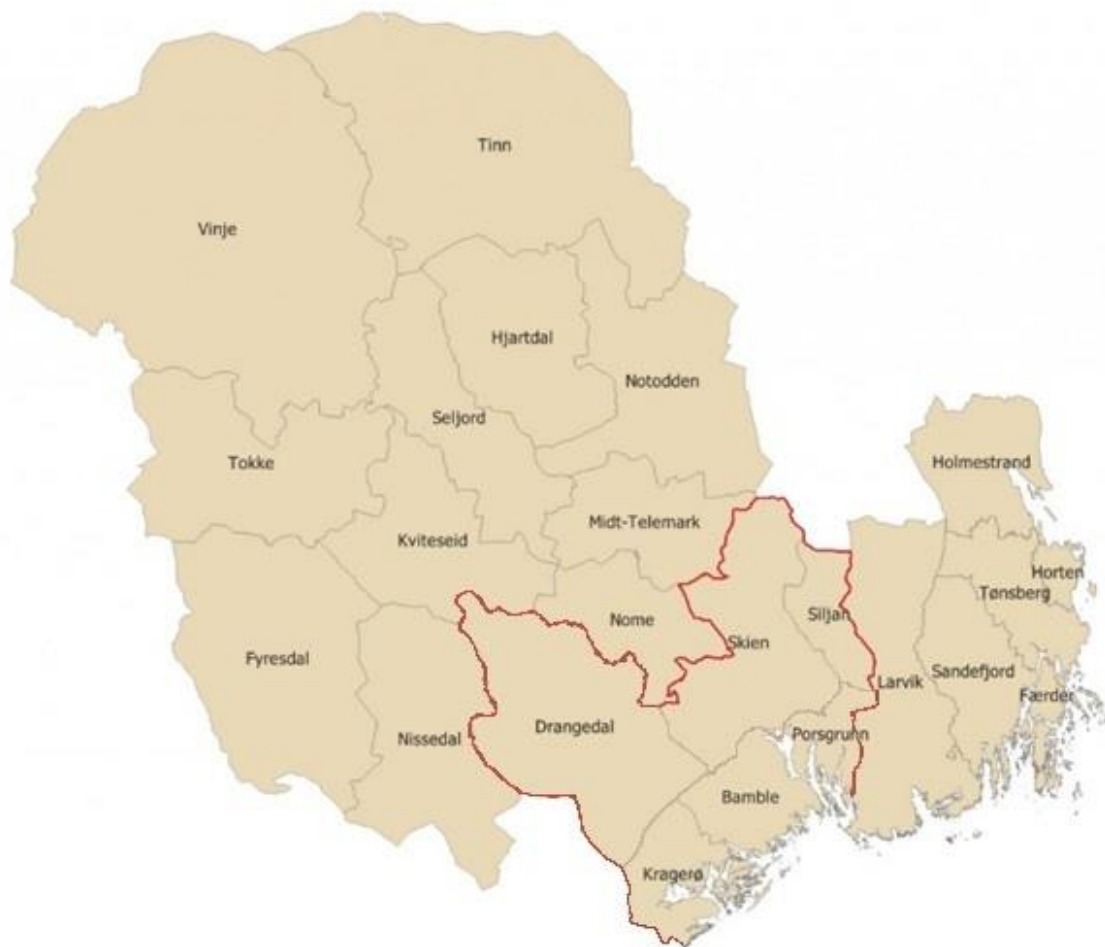 Tinn
Vinje
Hjartdal
Notodden
Seljord
Tokke
Holmestrand
Midt-Telemark
Kviteseid
Horten
Tønsberg
Nome
Siljan
Skien
Fyresdal
Sandefjord
Larvik
Færder
Drangedal
Porsgrunn
Nissedal
Bamble
Kragerø